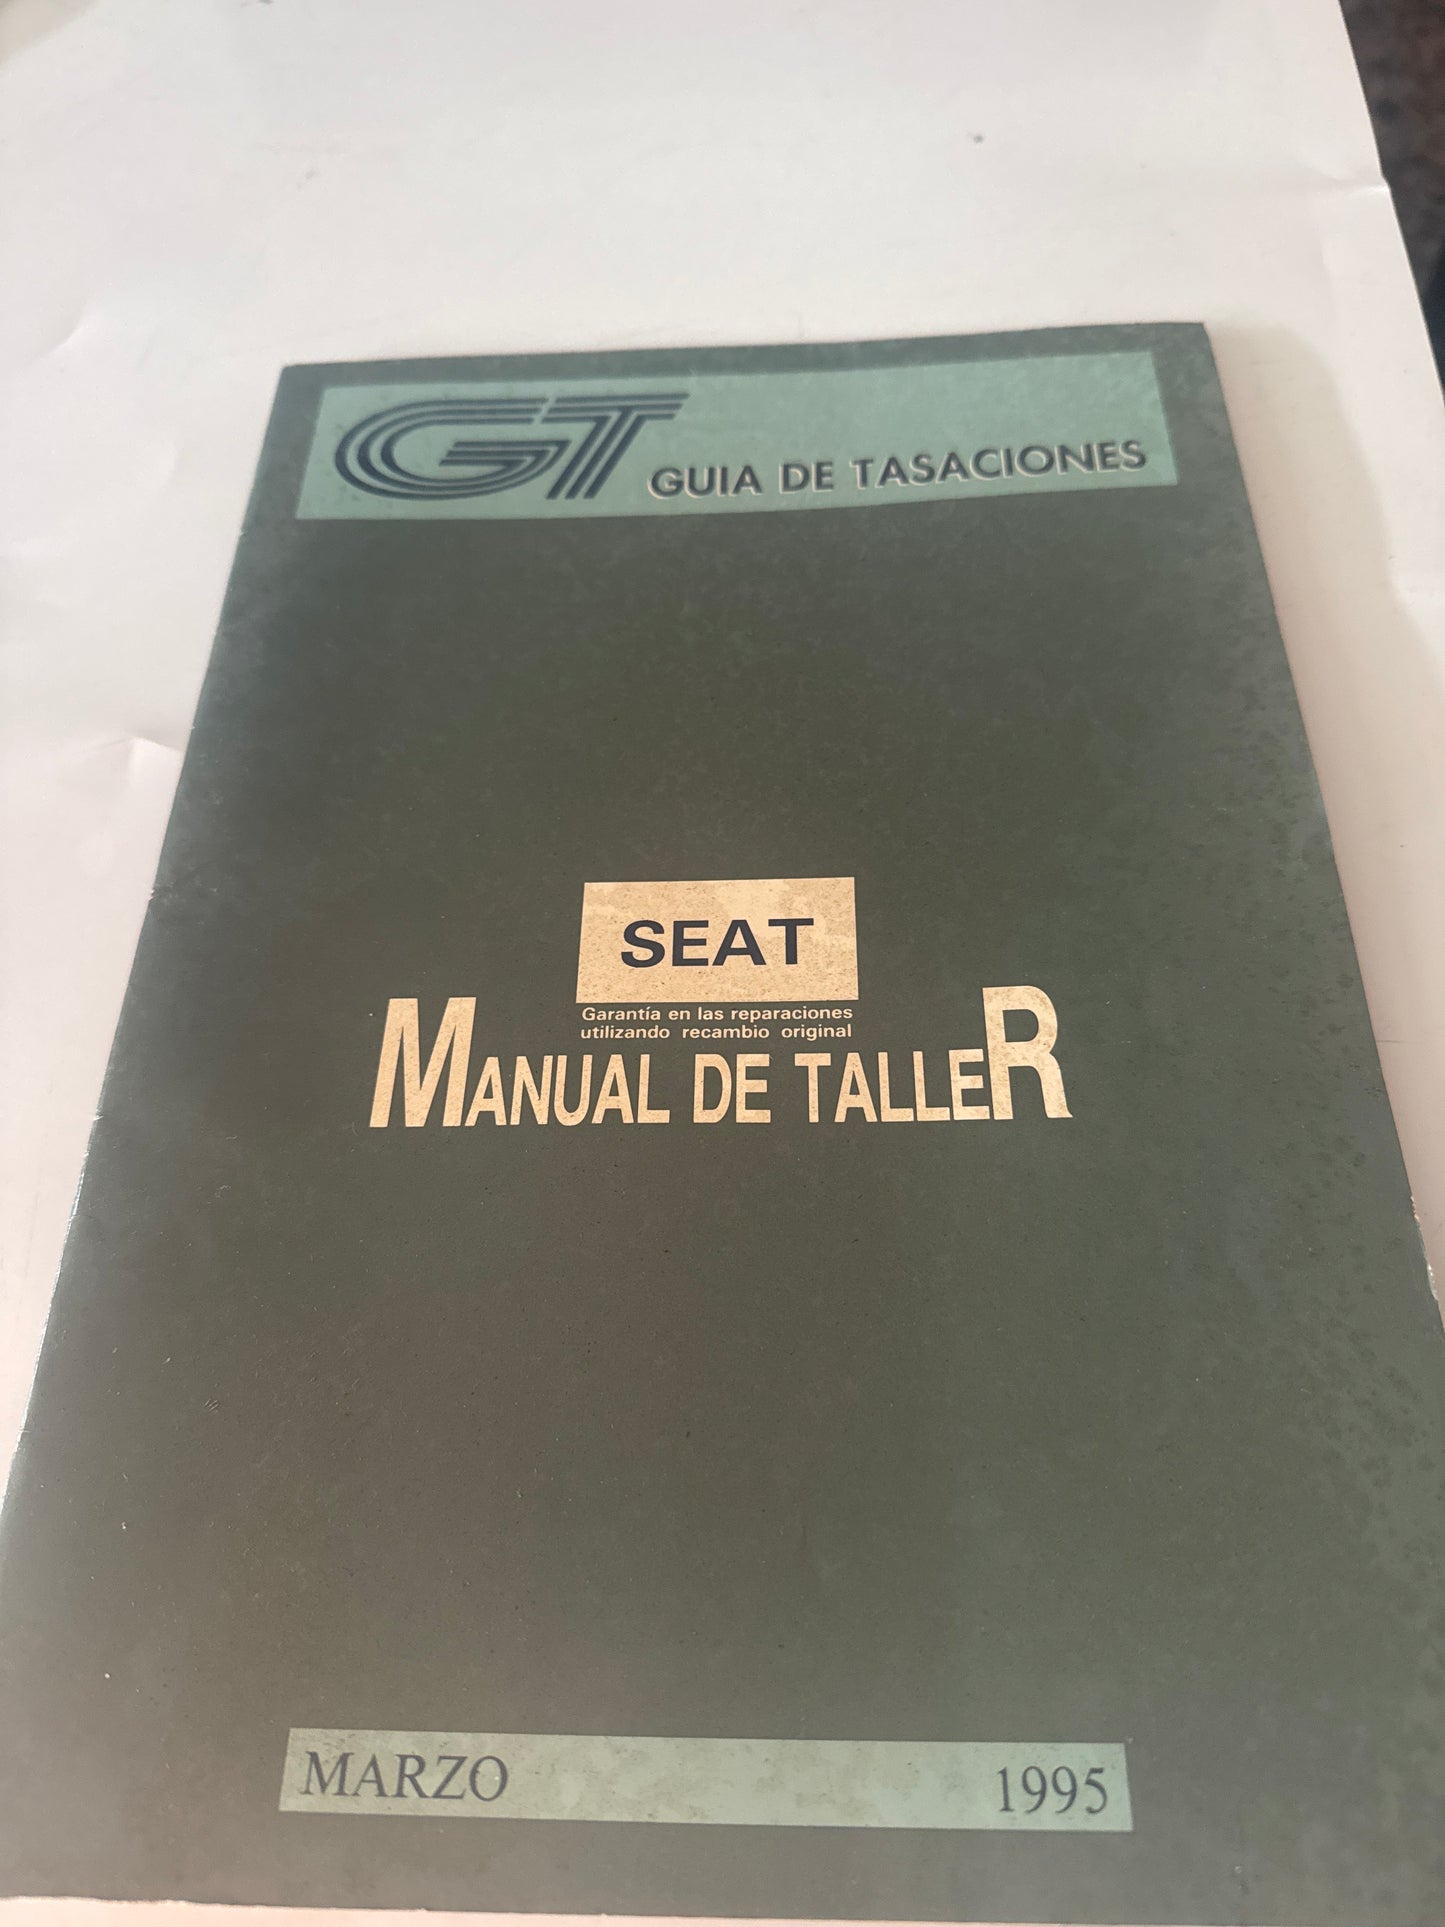 GT GUIA DE TASACIONES
SEAT
Garantía en las reparaciones
utilizando recambio original
MANUAL DE TALLER
MARZO 1995